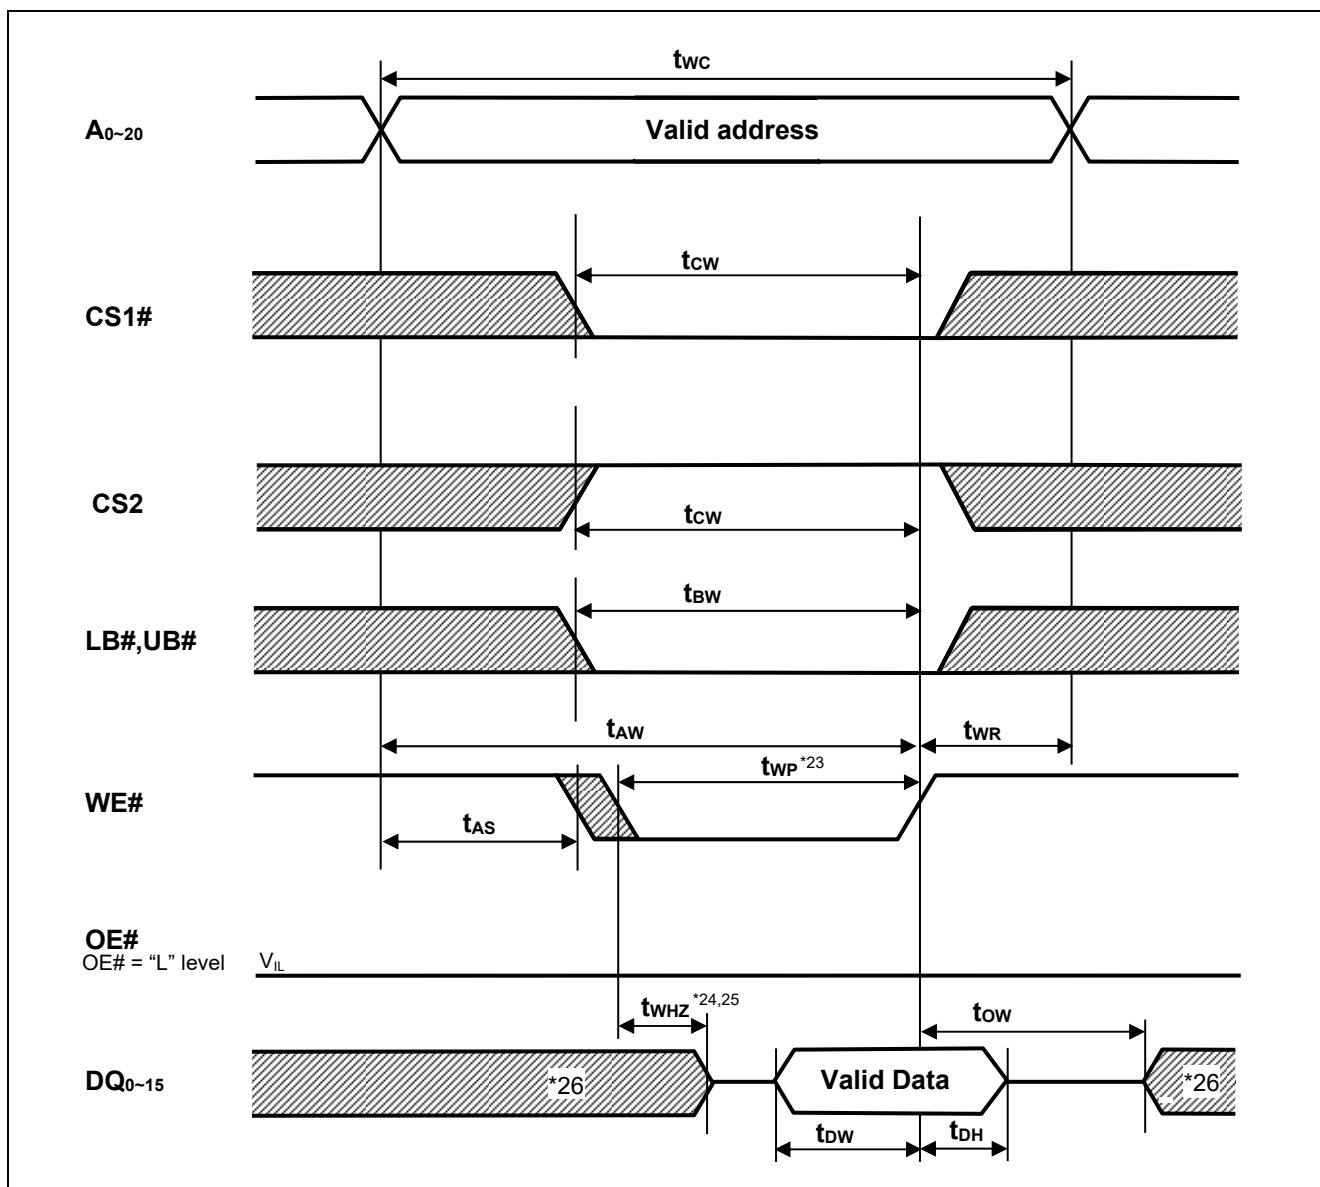 tWC
A0~20
Valid address
tCW
CS1#
CS2
tCW
tBW
LB#,UB#
tAW
tWR
tWP *23
WE#
tAS
OE#
OE# = “L” level
VIL
tWHZ *24,25
tOW
DQ0~15
*26
Valid Data
*26
tDW
tDH